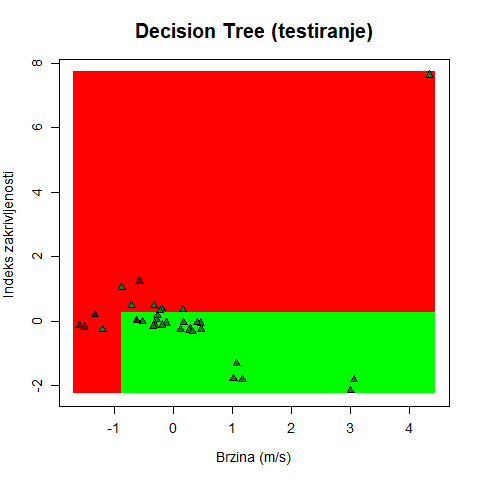 Decision Tree (testiranje)
Indeks zakrivljenosti
8
6
4
2
0
-2
-1 0 1 2 3 4
Brzina (m/s)